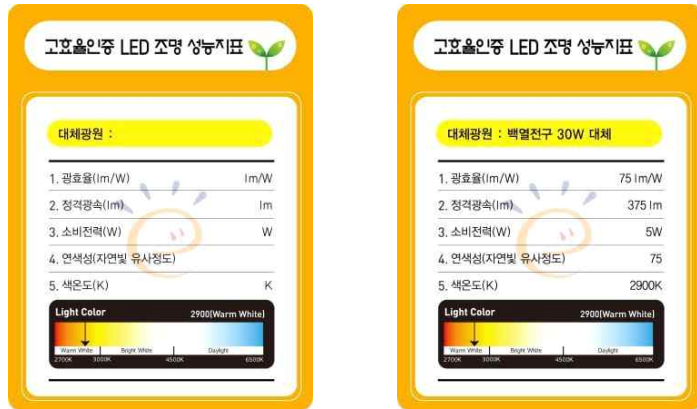 고효율인증 LED 조명 성능지표
대체광원 :
1. 광효율(lm/W) lm/W
2. 정격광속(lm) lm
3. 소비전력(W) W
4. 연색성(자연빛 유사정도)
5. 색온도(K) K
Light Color 2900(Warm White)
Warm White Bright White Daylight
2700K 3000K 4500K 6500K
고효율인증 LED 조명 성능지표
대체광원 : 백열전구 30W 대체
1. 광효율(lm/W) 75 lm/W
2. 정격광속(lm) 375 lm
3. 소비전력(W) 5W
4. 연색성(자연빛 유사정도) 75
5. 색온도(K) 2900K
Light Color 2900(Warm White)
Warm White Bright White Daylight
2700K 3000K 4500K 6500K